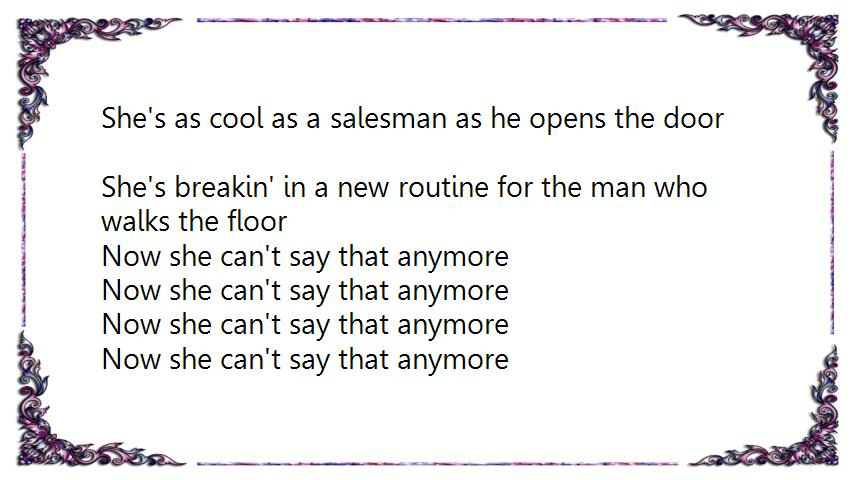 She's as cool as a salesman as he opens the door
She's breakin' in a new routine for the man who
walks the floor
Now she can't say that anymore
Now she can't say that anymore
Now she can't say that anymore
Now she can't say that anymore